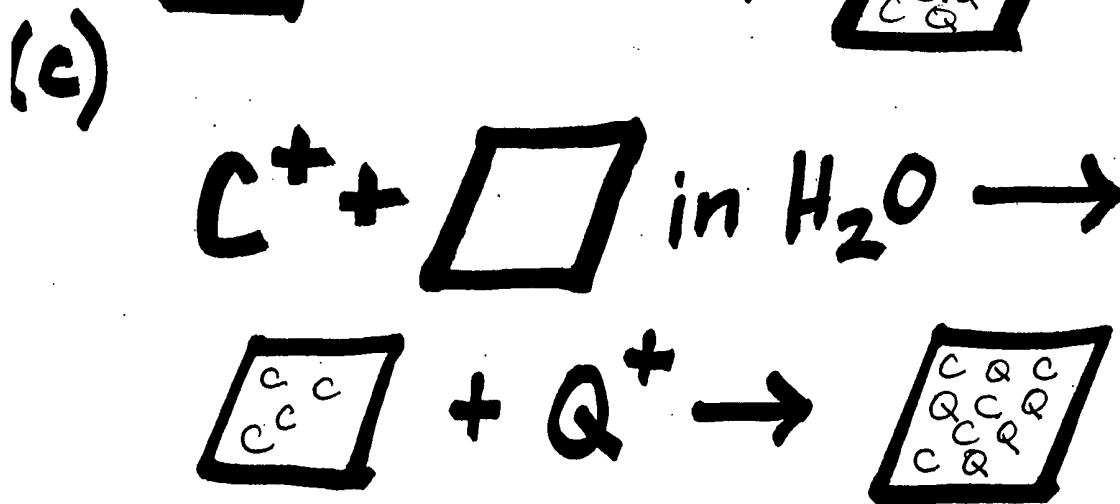 C Q
(c)
C⁺ + in H₂O →
C C C C + Q⁺ → C Q C Q C Q C Q C Q